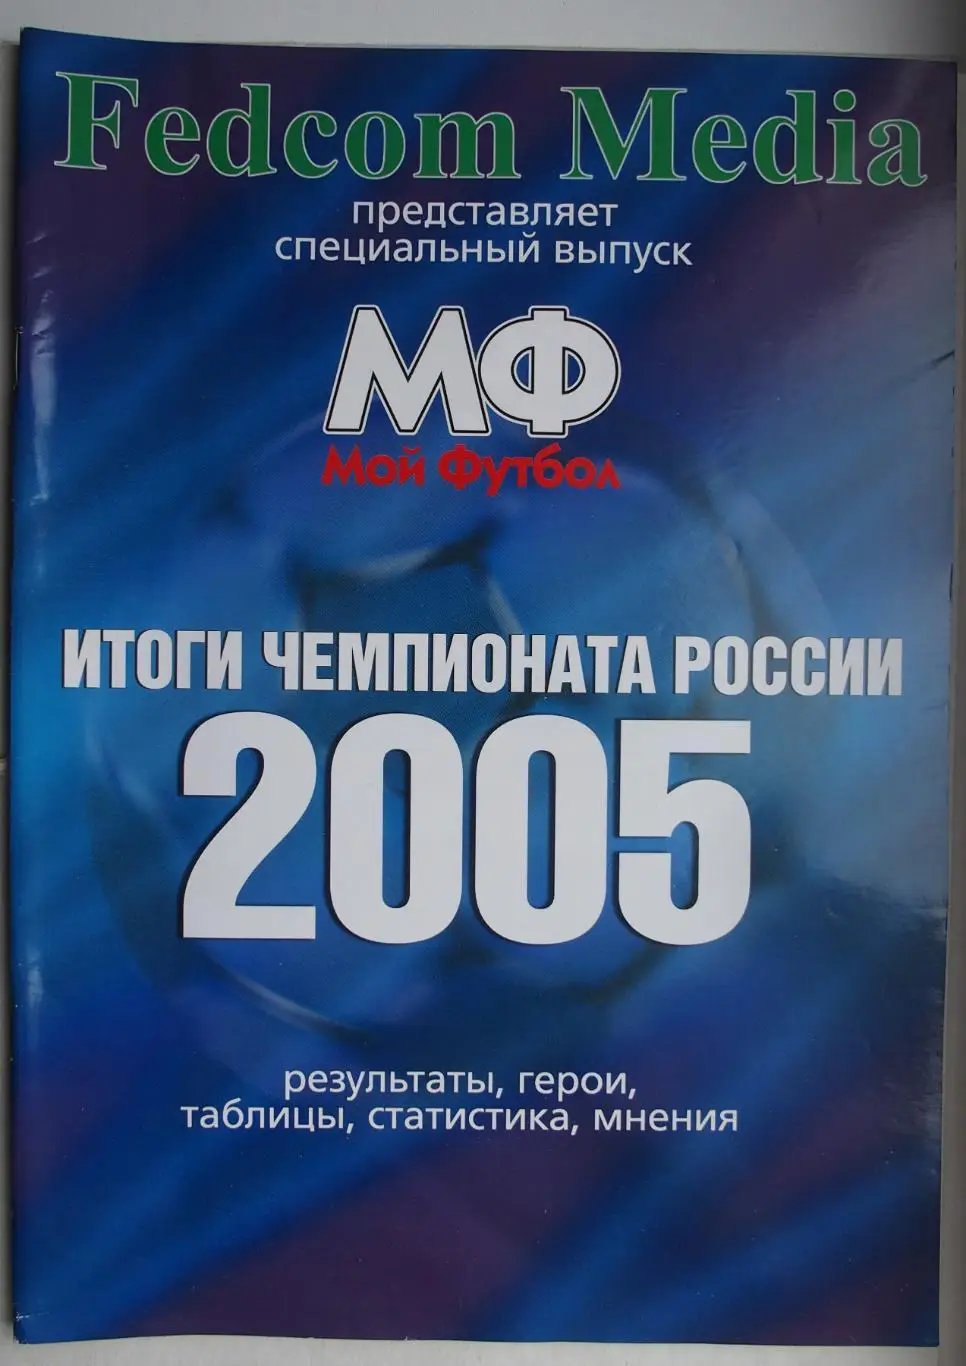 Fedcom Media
представляет
специальный выпуск
МФ
Мой Футбол
ИТОГИ ЧЕМПИОНАТА РОССИИ
2005
результаты, герои,
таблицы, статистика, мнения